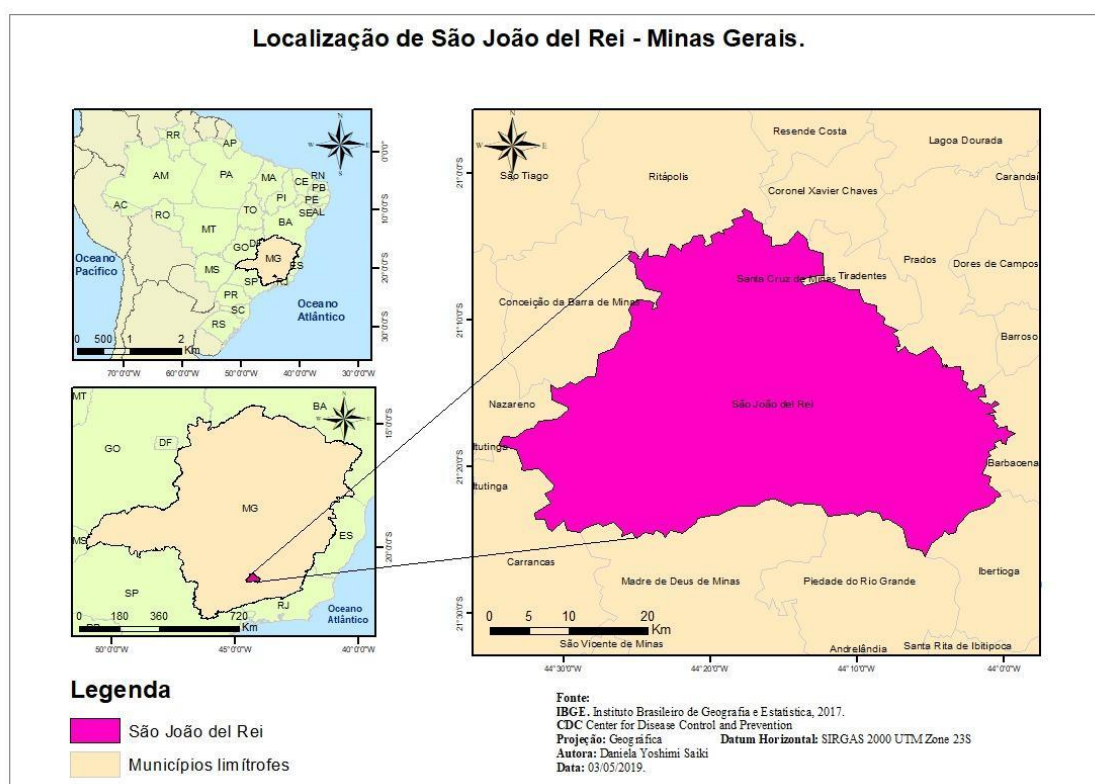 Localização de São João del Rei - Minas Gerais.
N
W
E
S
RR
AP
AM
PA
MA
CE
RN
PB
PI
PE
AC
RO
TO
SE
AL
BA
MT
DF
GO
MG
ES
Oceano
Pacífico
MS
SP
RJ
PR
SC
RS
Oceano
Atlântico
0 500 1 2
Km
70°0'0"W 60°0'0"W 50°0'0"W 40°0'0"W 30°0'0"W
0°0'0"
10°0'0"S
20°0'0"S
30°0'0"S
MT
BA
N
W
E
S
GO
DF
MG
ES
MS
SP
RJ
Oceano
Atlântico
0 180 360 720
Km
50°0'0"W 45°0'0"W 40°0'0"W
15°0'0"S
20°0'0"S
N
W
E
S
Resende Costa
Lagoa Dourada
São Tiago
Ritápolis
Carandaí
Coronel Xavier Chaves
Prados
Dores de Campos
Santa Cruz de Minas
Tiradentes
Conceição da Barra de Minas
Barroso
Nazareno
São João del Rei
Itutinga
Barbacena
Itutinga
Carrancas
Madre de Deus de Minas
Piedade do Rio Grande
Ibertioga
0 5 10 20
Km
São Vicente de Minas
Andrelândia
Santa Rita de Ibitipoca
21°0'0"S
21°10'0"S
21°20'0"S
21°30'0"S
44°30'0"W 44°20'0"W 44°10'0"W 44°0'0"W
Legenda
São João del Rei
Municípios limítrofes
Fonte:
IBGE. Instituto Brasileiro de Geografia e Estatística, 2017.
CDC Center for Disease Control and Prevention
Projeção: Geográfica Datum Horizontal: SIRGAS 2000 UTM Zone 23S
Autora: Daniela Yoshimi Saiki
Data: 03/05/2019.